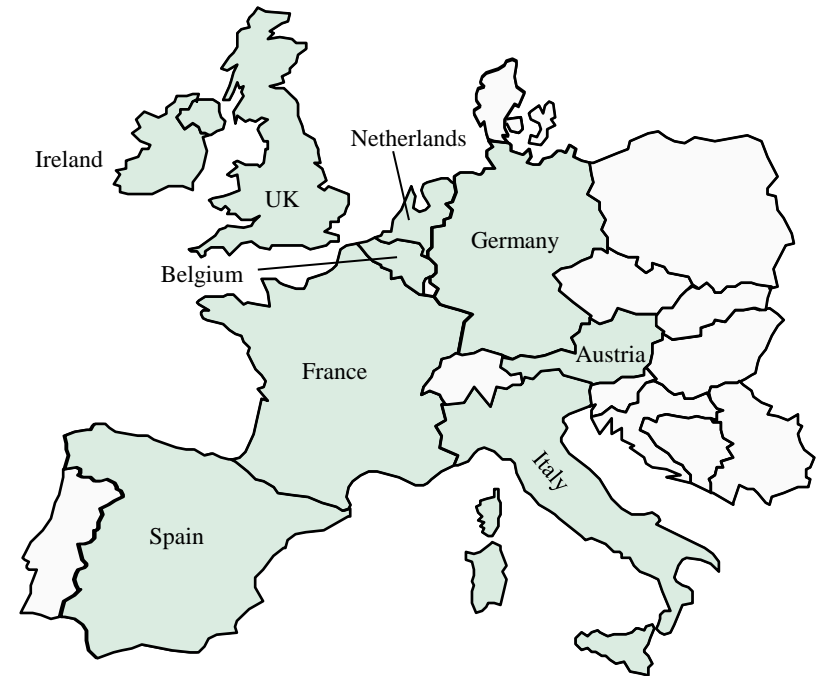 Netherlands
Ireland
UK
Germany
Belgium
Austria
France
Italy
Spain